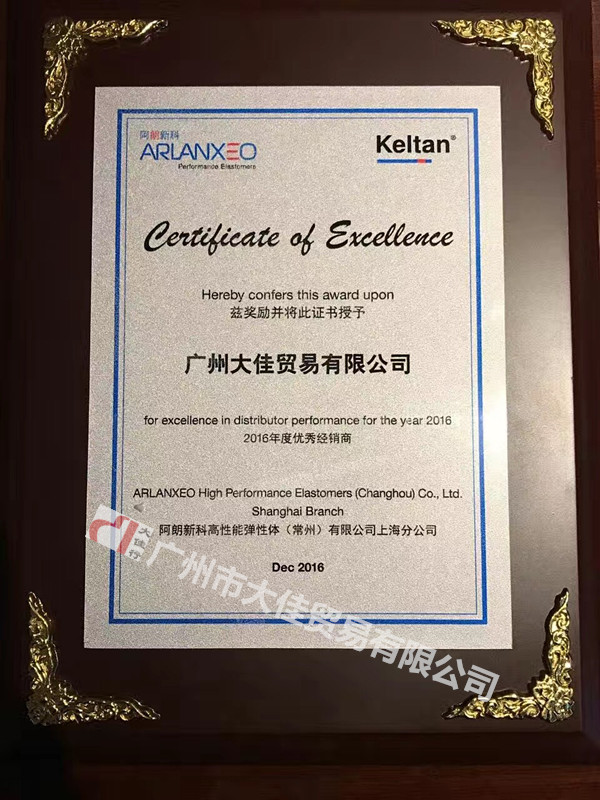 阿朗新科
ARLANXEO
Performance Elastomers
Keltan®
Certificate of Excellence
Hereby confers this award upon
兹奖励并将此证书授予
广州大佳贸易有限公司
for excellence in distributor performance for the year 2016
2016年度优秀经销商
ARLANXEO High Performance Elastomers (Changhou) Co., Ltd.
Shanghai Branch
阿朗新科高性能弹性体（常州）有限公司上海分公司
Dec 2016
大佳行
广州市大佳贸易有限公司